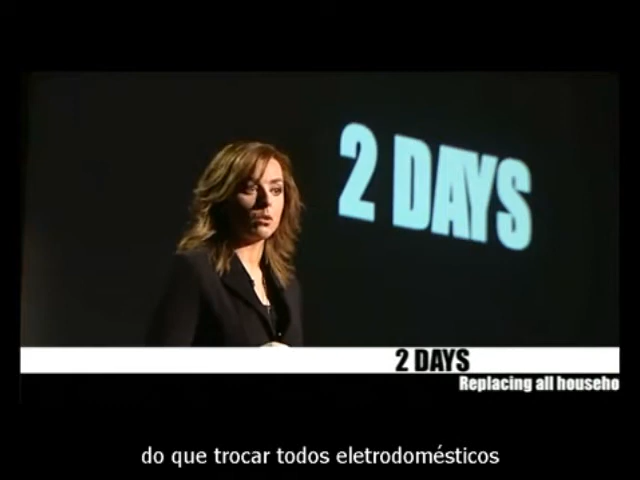 2 DAYS
2 DAYS
Replacing all househo
do que trocar todos eletrodomésticos